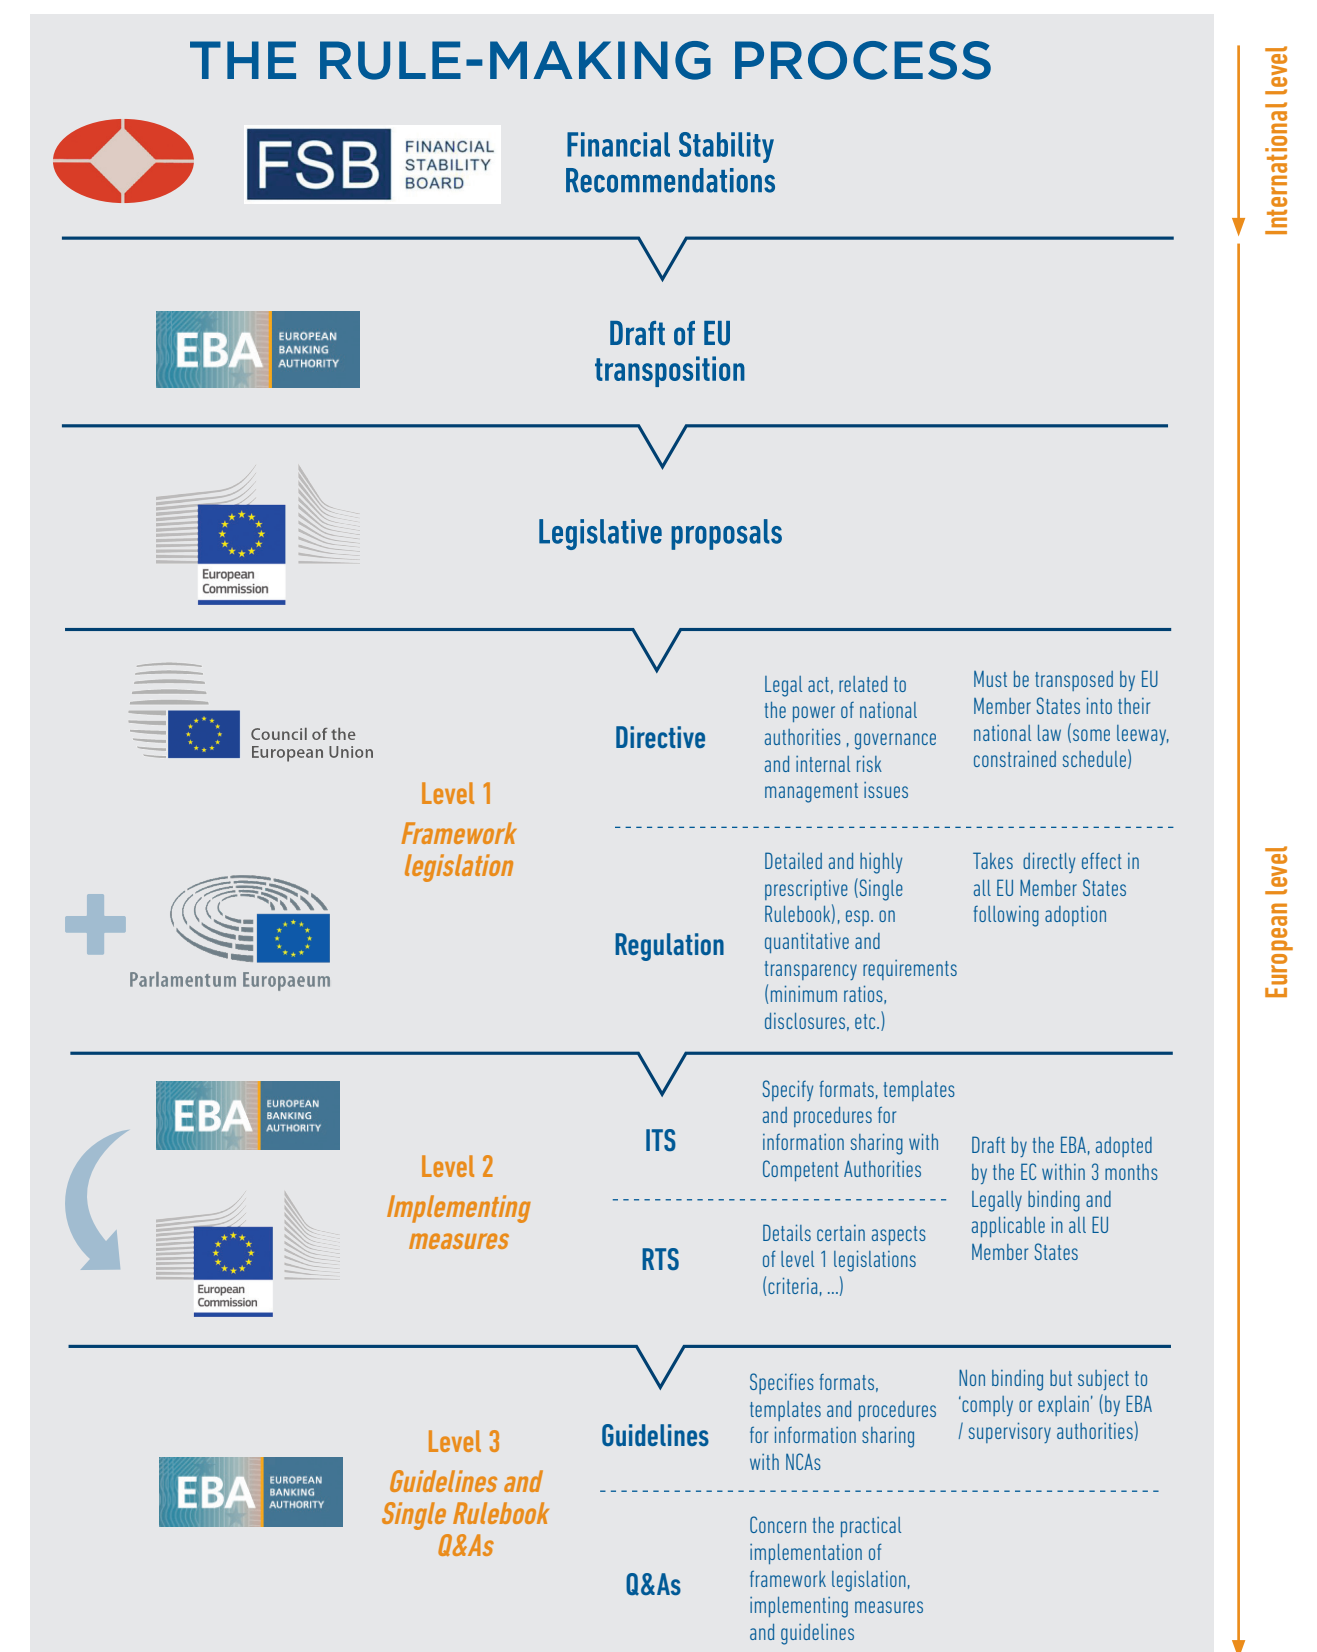 THE RULE-MAKING PROCESS
International level
FSB
FINANCIAL
STABILITY
BOARD
Financial Stability
Recommendations
EBA
EUROPEAN
BANKING
AUTHORITY
Draft of EU
transposition
European
Commission
Legislative proposals
European level
Council of the
European Union
Parlamentum Europaeum
Level 1
Framework
legislation
Directive
Legal act, related to
the power of national
authorities , governance
and internal risk
management issues
Must be transposed by EU
Member States into their
national law (some leeway,
constrained schedule)
Regulation
Detailed and highly
prescriptive (Single
Rulebook), esp. on
quantitative and
transparency requirements
(minimum ratios,
disclosures, etc.)
Takes directly effect in
all EU Member States
following adoption
EBA
EUROPEAN
BANKING
AUTHORITY
European
Commission
Level 2
Implementing
measures
ITS
Specify formats, templates
and procedures for
information sharing with
Competent Authorities
RTS
Details certain aspects
of level 1 legislations
(criteria, ...)
Draft by the EBA, adopted
by the EC within 3 months
Legally binding and
applicable in all EU
Member States
EBA
EUROPEAN
BANKING
AUTHORITY
Level 3
Guidelines and
Single Rulebook
Q&As
Guidelines
Specifies formats,
templates and procedures
for information sharing
with NCAs
Non binding but subject to
‘comply or explain’ (by EBA
/ supervisory authorities)
Q&As
Concern the practical
implementation of
framework legislation,
implementing measures
and guidelines